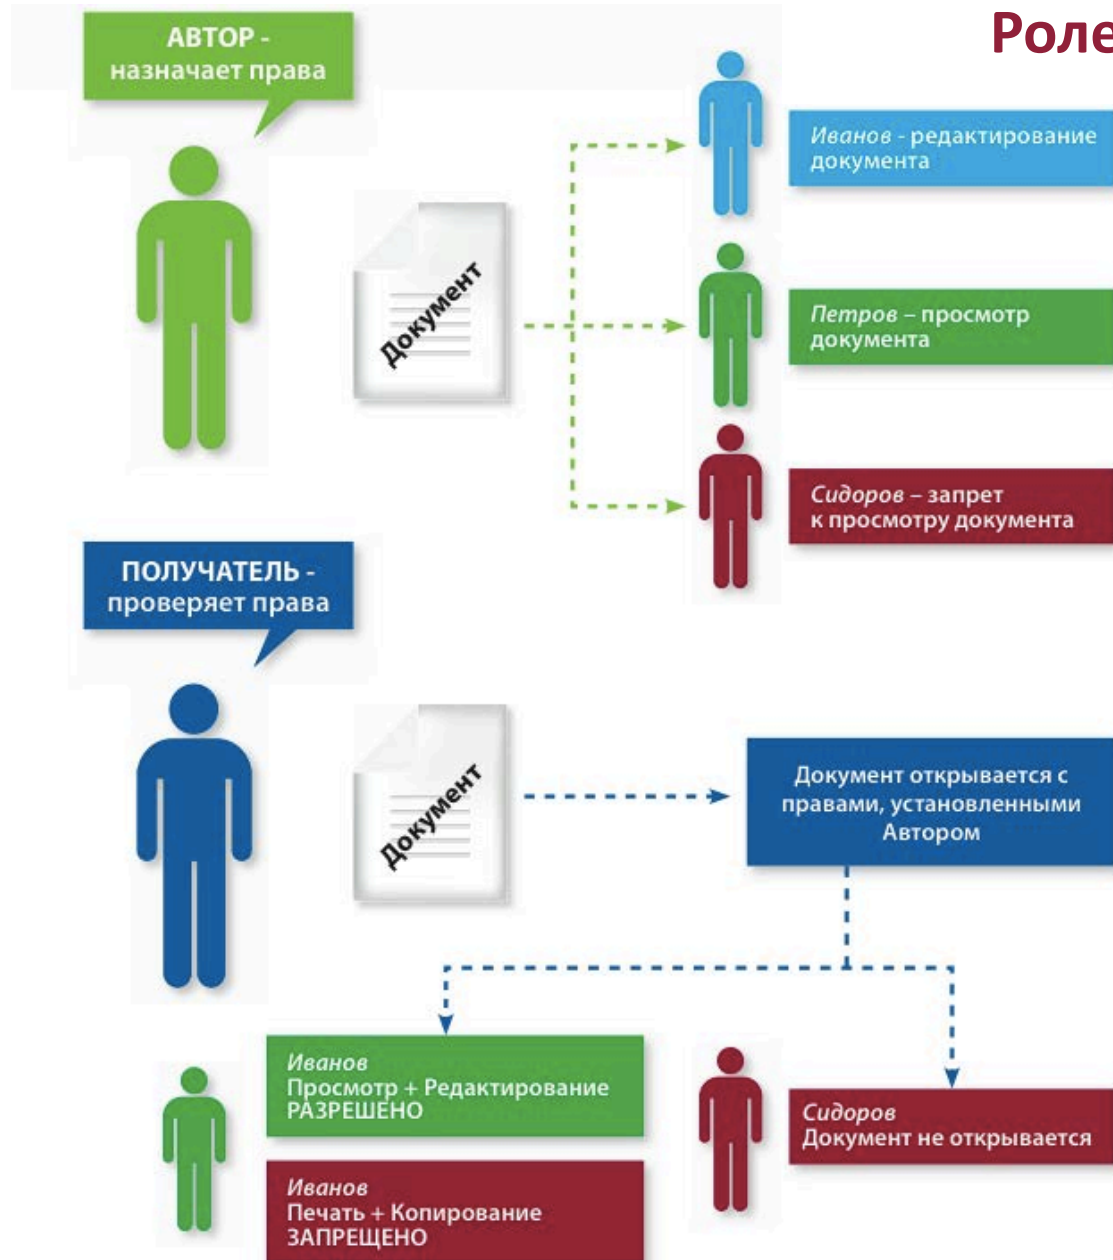 Роле
АВТОР -
назначает права
Иванов - редактирование
документа
Документ
Петров – просмотр
документа
Сидоров – запрет
к просмотру документа
ПОЛУЧАТЕЛЬ -
проверяет права
Документ
Документ открывается с
правами, установленными
Автором
Иванов
Просмотр + Редактирование
РАЗРЕШЕНО
Сидоров
Документ не открывается
Иванов
Печать + Копирование
ЗАПРЕЩЕНО